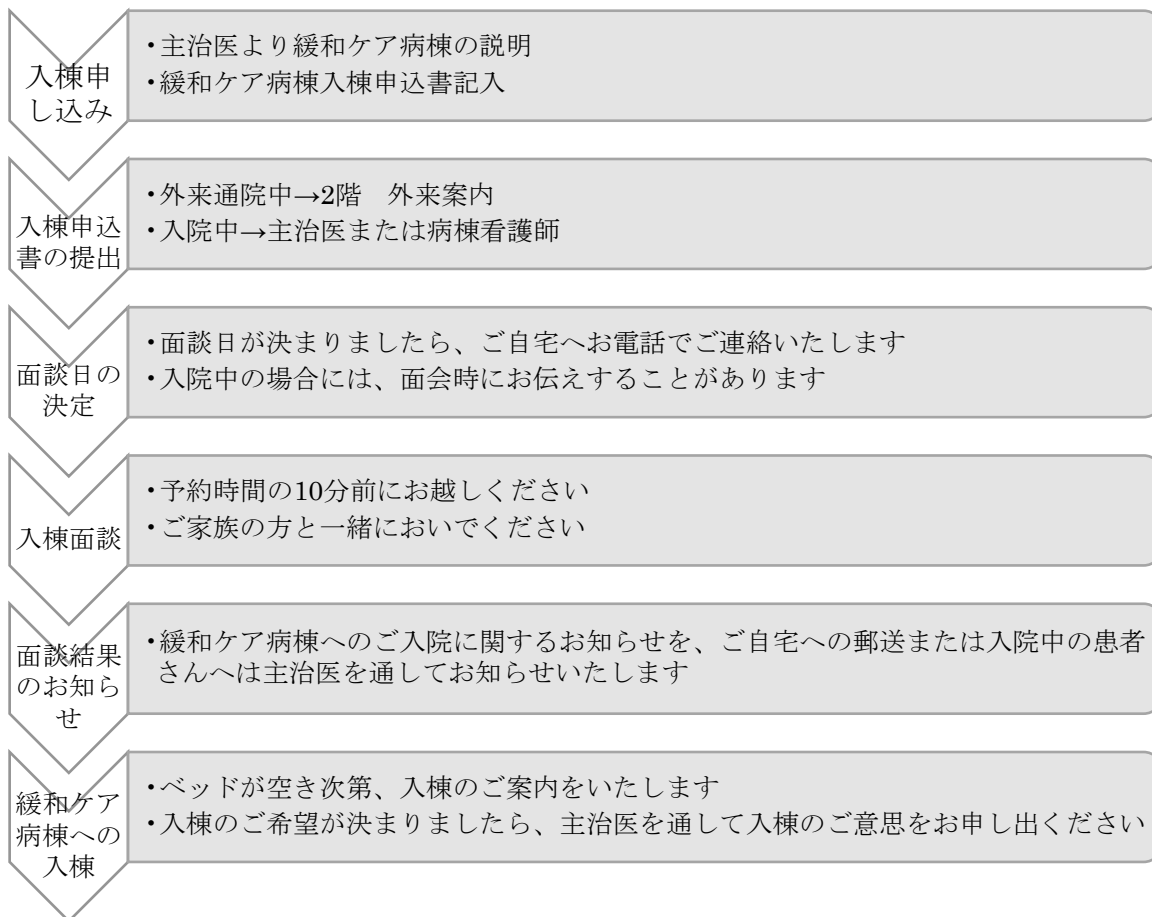 入棟申
し込み
・主治医より緩和ケア病棟の説明
・緩和ケア病棟入棟申込書記入
入棟申込
書の提出
・外来通院中→2階　外来案内
・入院中→主治医または病棟看護師
面談日の
決定
・面談日が決まりましたら、ご自宅へお電話でご連絡いたします
・入院中の場合には、面会時にお伝えすることがあります
入棟面談
・予約時間の10分前にお越しください
・ご家族の方と一緒においでください
面談結果
のお知ら
せ
・緩和ケア病棟へのご入院に関するお知らせを、ご自宅への郵送または入院中の患者
さんへは主治医を通してお知らせいたします
緩和ケア
病棟への
入棟
・ベッドが空き次第、入棟のご案内をいたします
・入棟のご希望が決まりましたら、主治医を通して入棟のご意思をお申し出ください